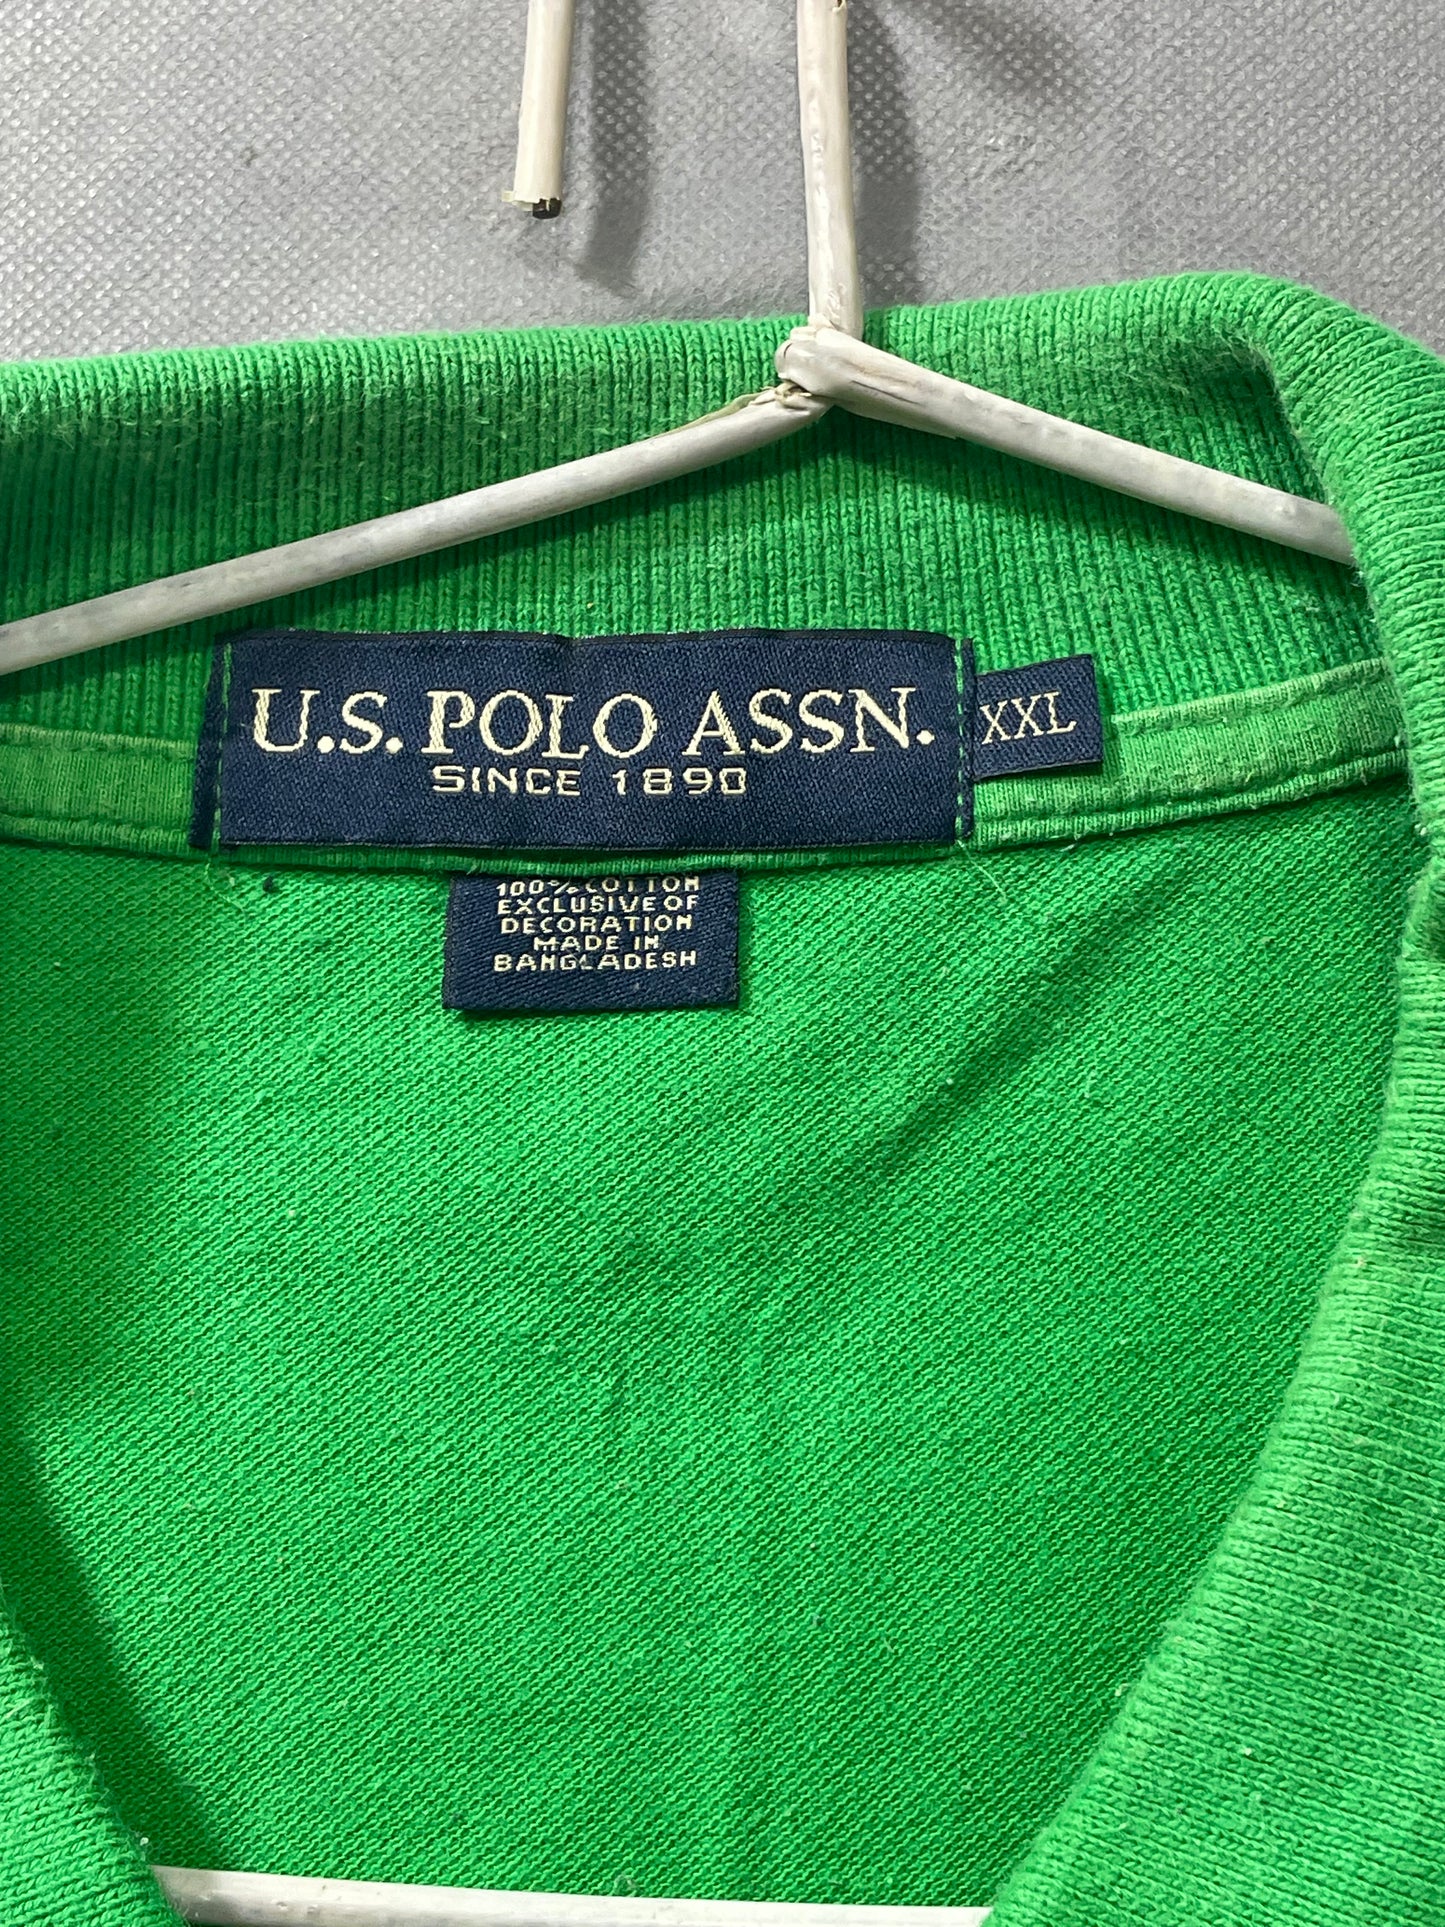 U.S. POLO ASSN.
SINCE 1890
XXL
100% COTTON
EXCLUSIVE OF
DECORATION
MADE IN
BANGLADESH